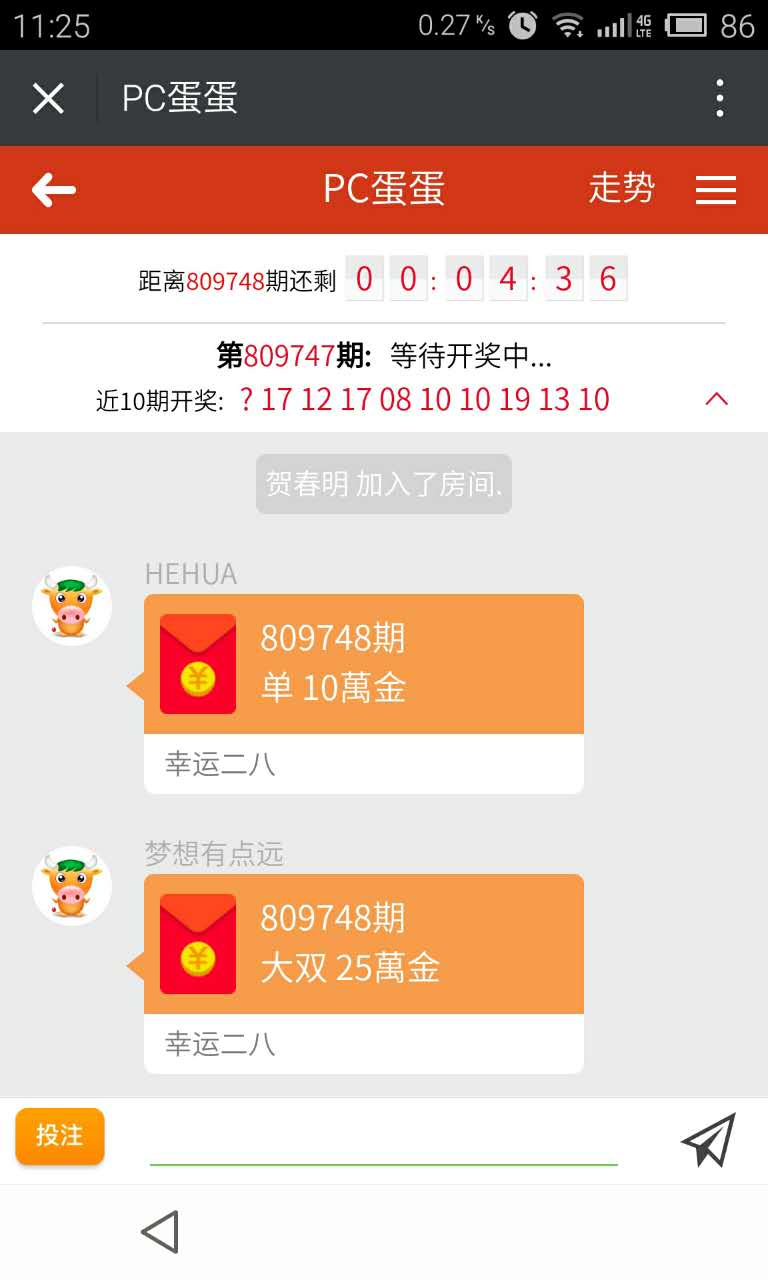 11:25 0.27 K/s 4G LTE 86
PC蛋蛋
PC蛋蛋 走势
距离809748期还剩 0 0 : 0 4 : 3 6
第809747期: 等待开奖中...
近10期开奖: ? 17 12 17 08 10 10 19 13 10
贺春明 加入了房间.
HEHUA
809748期
单 10萬金
幸运二八
梦想有点远
809748期
大双 25萬金
幸运二八
投注